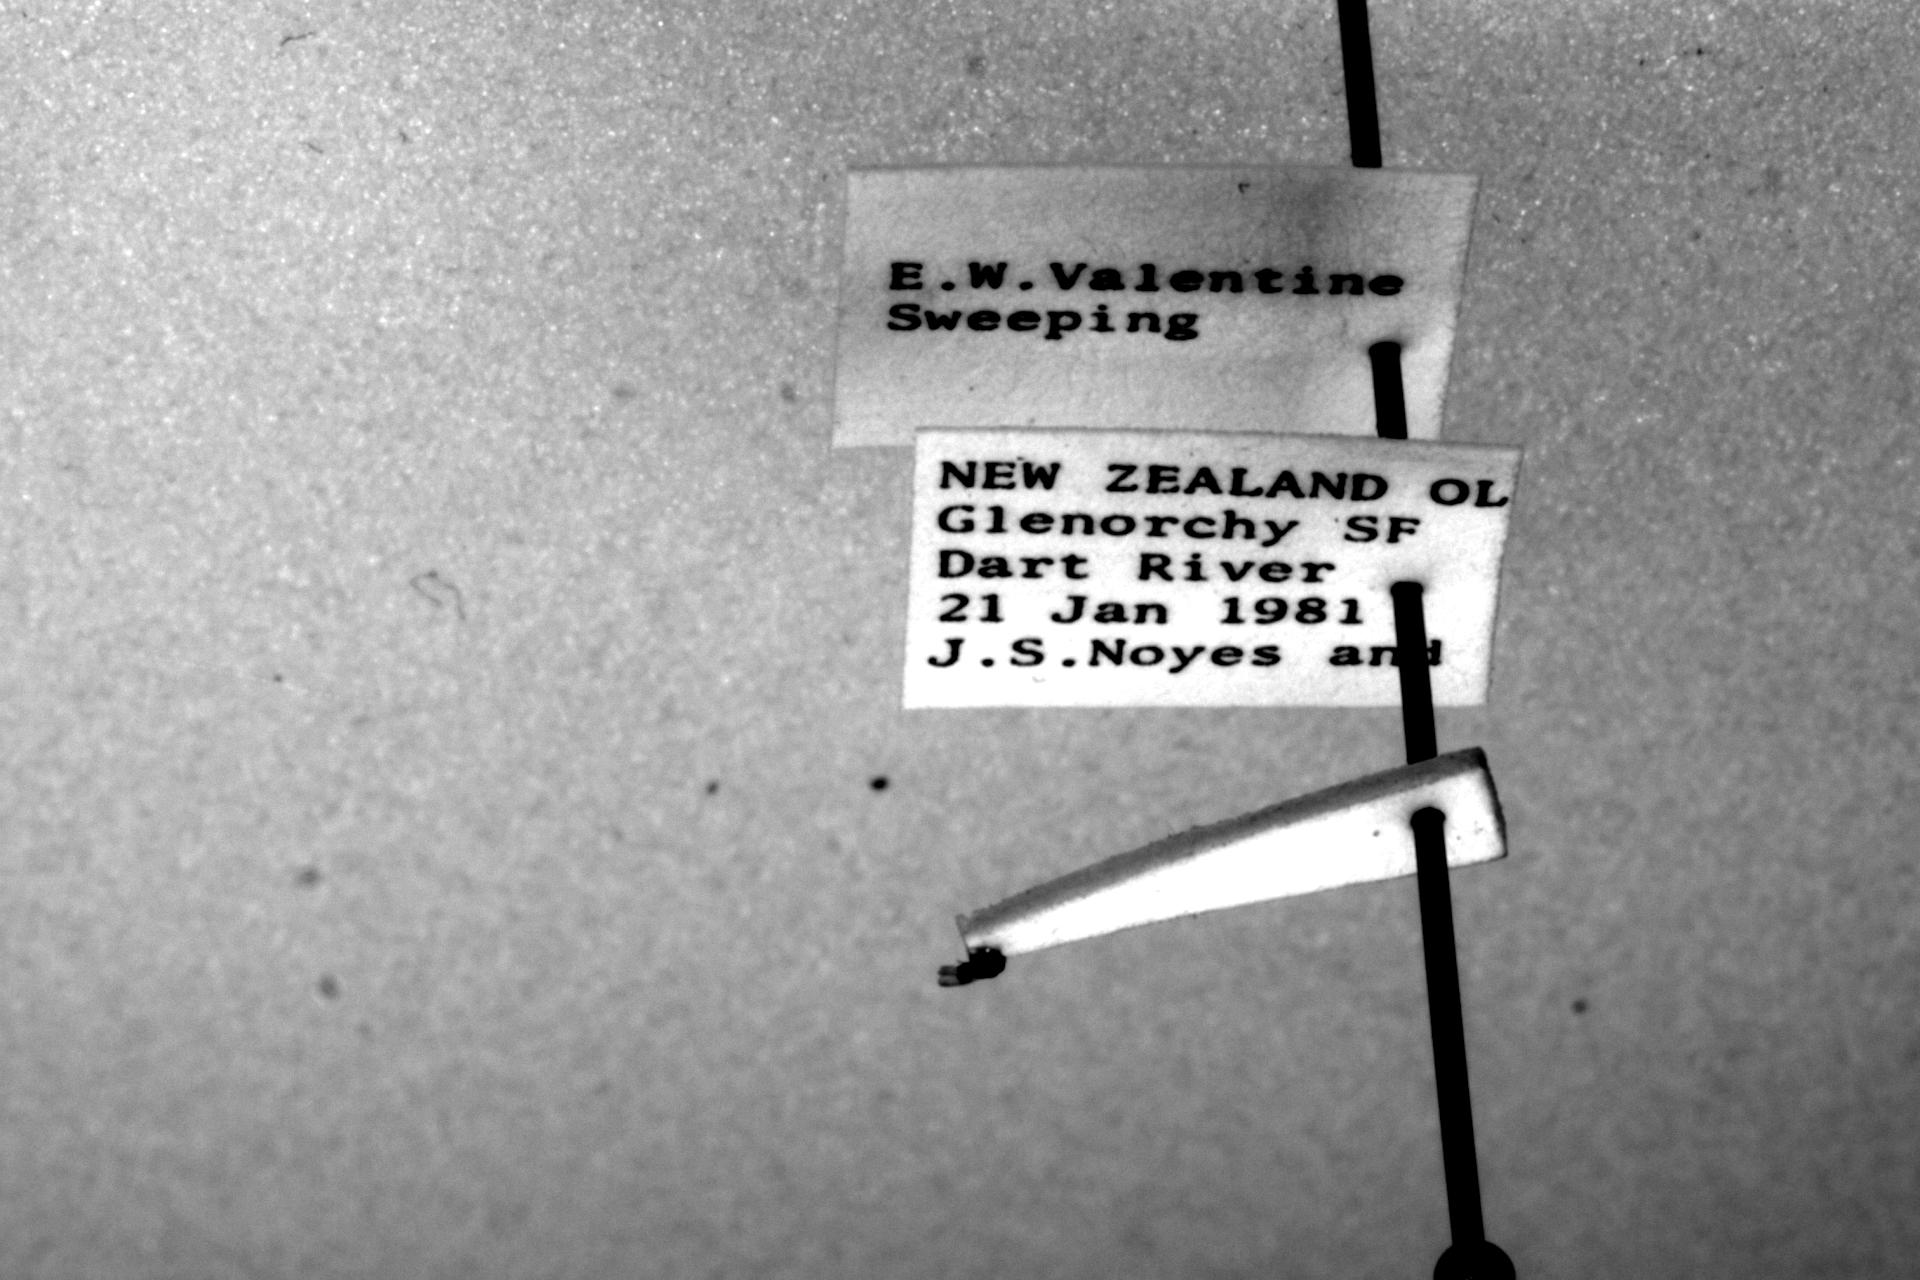 E.W.Valentine
Sweeping
NEW ZEALAND OL
Glenorchy SF
Dart River
21 Jan 1981
J.S.Noyes and